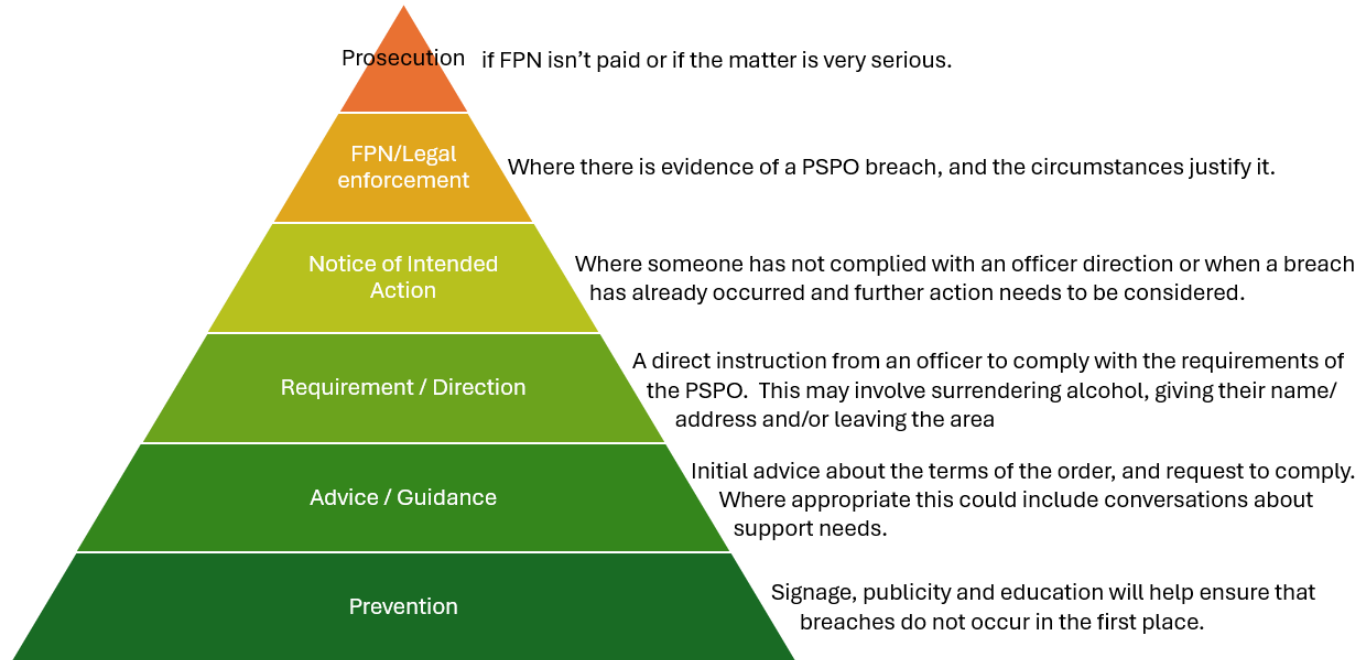 Prosecution if FPN isn’t paid or if the matter is very serious.
FPN/Legal
enforcement
Where there is evidence of a PSPO breach, and the circumstances justify it.
Notice of Intended
Action
Where someone has not complied with an officer direction or when a breach
has already occurred and further action needs to be considered.
Requirement / Direction
A direct instruction from an officer to comply with the requirements of
the PSPO.  This may involve surrendering alcohol, giving their name/
address and/or leaving the area
Advice / Guidance
Initial advice about the terms of the order, and request to comply.
Where appropriate this could include conversations about
support needs.
Prevention
Signage, publicity and education will help ensure that
breaches do not occur in the first place.